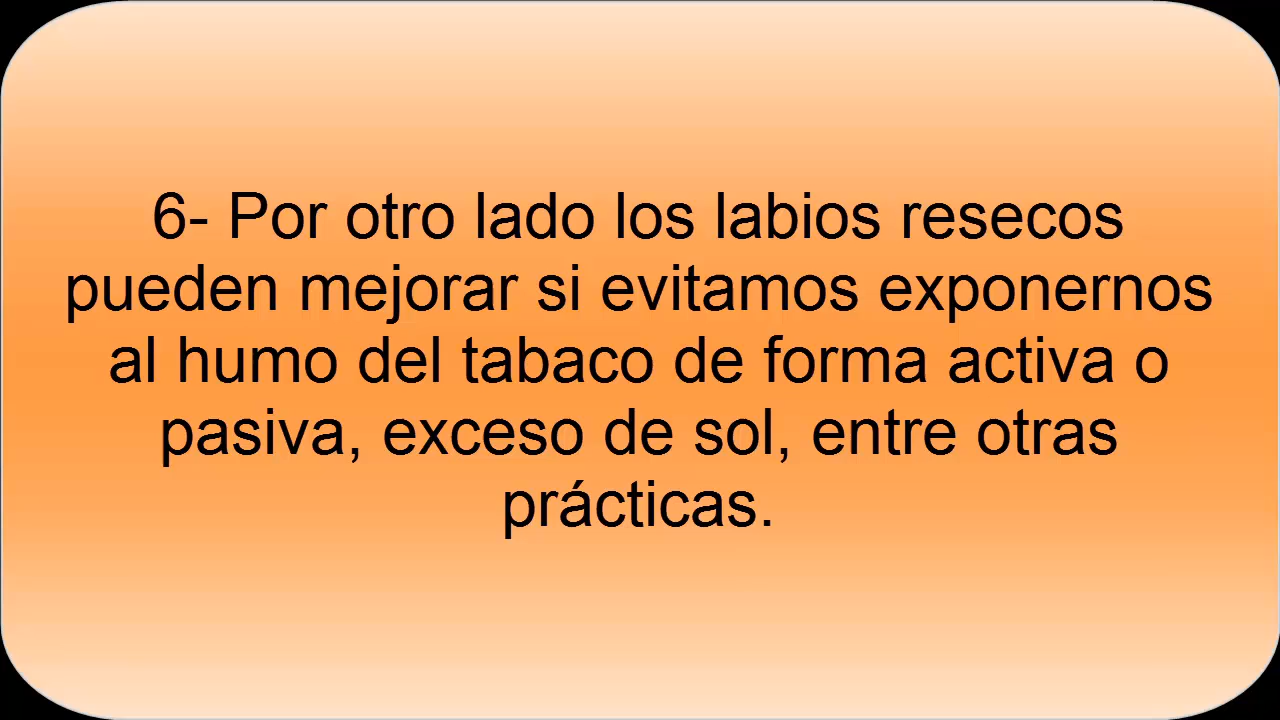 6- Por otro lado los labios resecos
pueden mejorar si evitamos exponernos
al humo del tabaco de forma activa o
pasiva, exceso de sol, entre otras
prácticas.